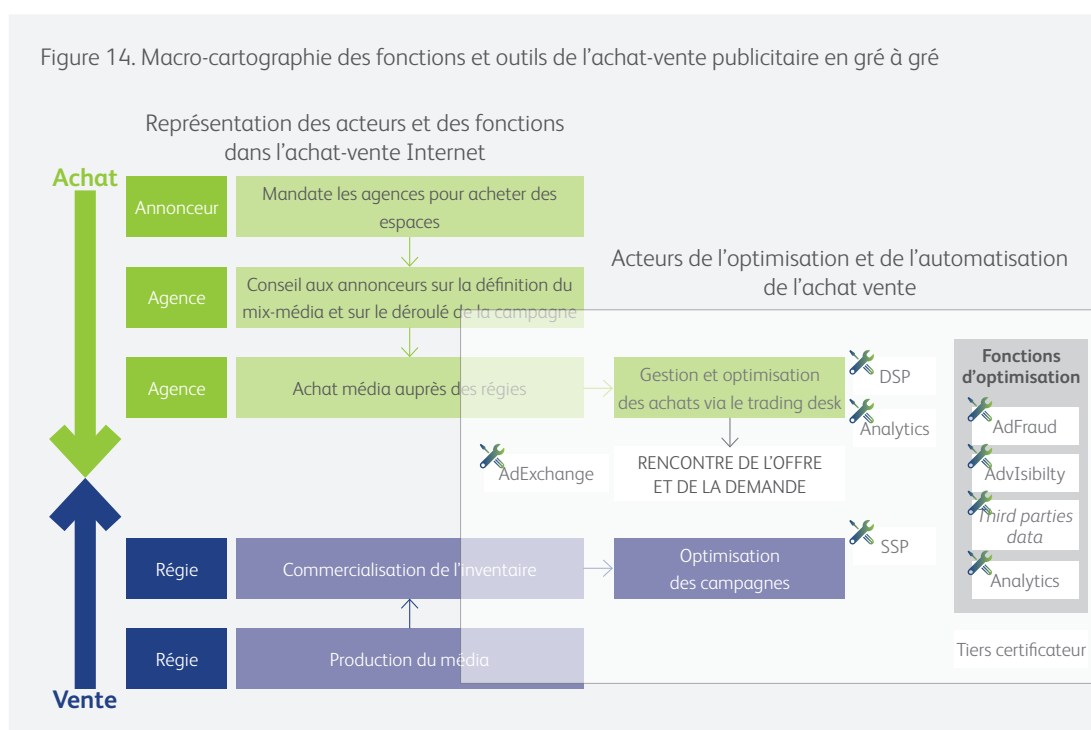 Figure 14. Macro-cartographie des fonctions et outils de l'achat-vente publicitaire en gré à gré
Représentation des acteurs et des fonctions
dans l'achat-vente Internet
Achat
Annonceur
Mandate les agences pour acheter des
espaces
Agence
Conseil aux annonceurs sur la définition du
mix-média et sur le déroulé de la campagne
Agence
Achat média auprès des régies
Acteurs de l'optimisation et de l'automatisation
de l'achat vente
Gestion et optimisation
des achats via le trading desk
DSP
Analytics
AdExchange
RENCONTRE DE L'OFFRE
ET DE LA DEMANDE
Fonctions
d'optimisation
AdFraud
AdvIsibilty
Third parties
data
Analytics
Régie
Commercialisation de l'inventaire
Optimisation
des campagnes
SSP
Régie
Production du média
Tiers certificateur
Vente